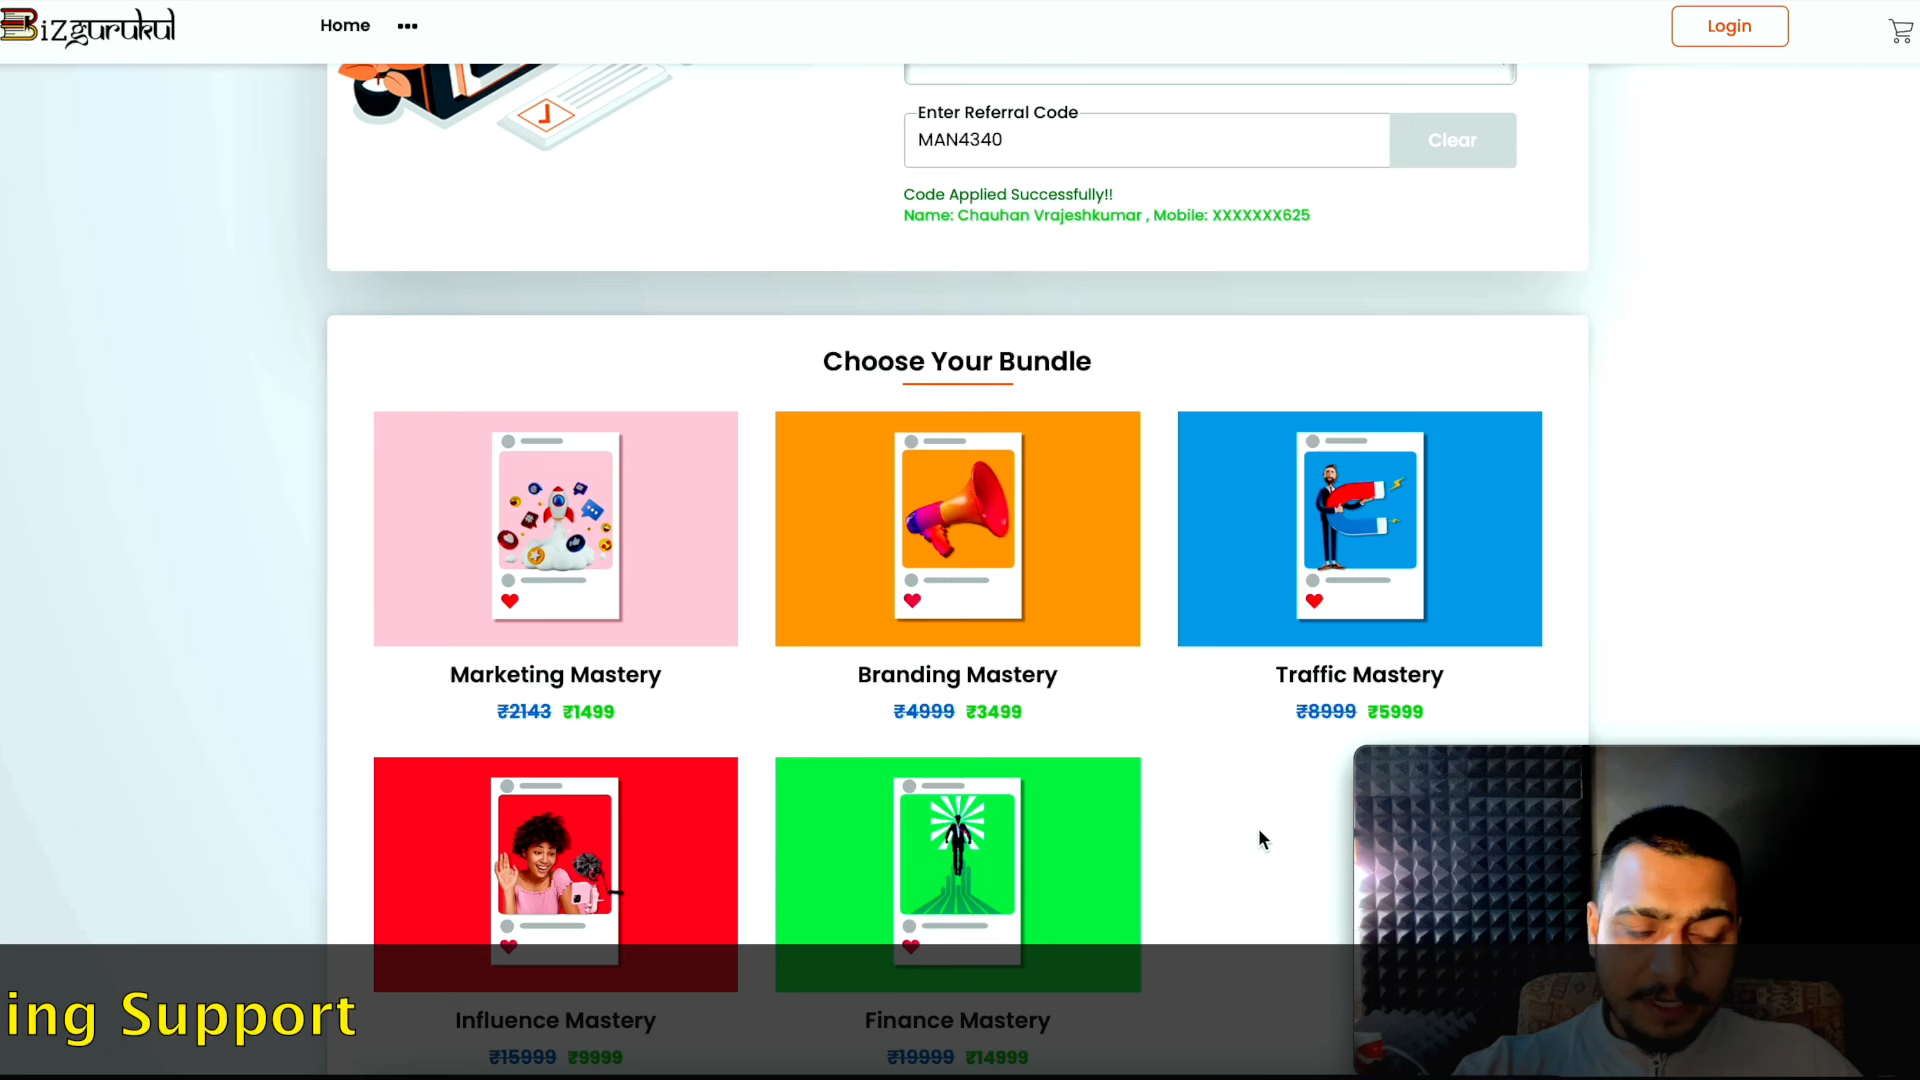 Bizgurukul
Home
Login
Enter Referral Code
MAN4340
Clear
Code Applied Successfully!!
Name: Chauhan Vrajeshkumar , Mobile: XXXXXXX625
Choose Your Bundle
Marketing Mastery
₹2143 ₹1499
Branding Mastery
₹4999 ₹3499
Traffic Mastery
₹8999 ₹5999
Influence Mastery
₹15999 ₹9999
Finance Mastery
₹19999 ₹14999
ing Support